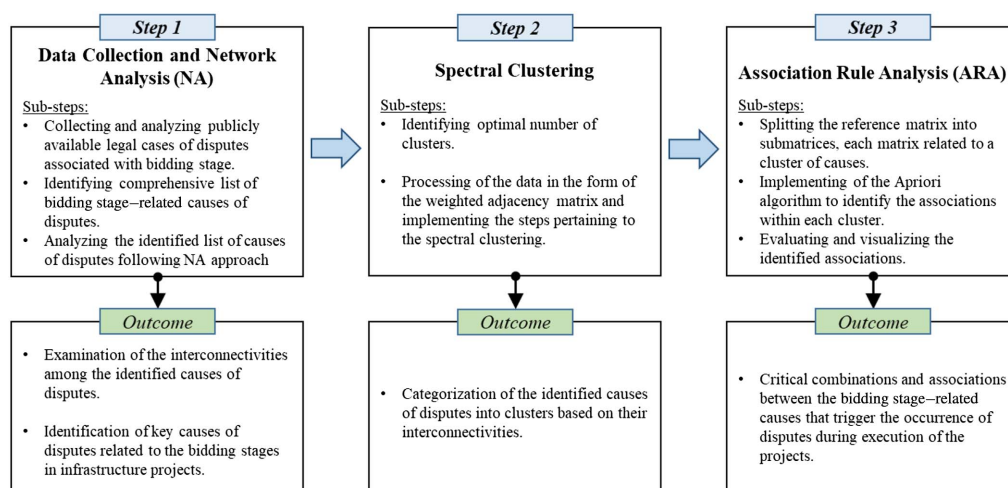 Step 1
Data Collection and Network
Analysis (NA)
Sub-steps:
• Collecting and analyzing publicly
available legal cases of disputes
associated with bidding stage.
• Identifying comprehensive list of
bidding stage–related causes of
disputes.
• Analyzing the identified list of causes
of disputes following NA approach
Outcome
• Examination of the interconnectivities
among the identified causes of
disputes.
• Identification of key causes of
disputes related to the bidding stages
in infrastructure projects.
Step 2
Spectral Clustering
Sub-steps:
• Identifying optimal number of
clusters.
• Processing of the data in the form of
the weighted adjacency matrix and
implementing the steps pertaining to
the spectral clustering.
Outcome
• Categorization of the identified causes
of disputes into clusters based on their
interconnectivities.
Step 3
Association Rule Analysis (ARA)
Sub-steps:
• Splitting the reference matrix into
submatrices, each matrix related to a
cluster of causes.
• Implementing of the Apriori
algorithm to identify the associations
within each cluster.
• Evaluating and visualizing the
identified associations.
Outcome
• Critical combinations and associations
between the bidding stage–related
causes that trigger the occurrence of
disputes during execution of the
projects.